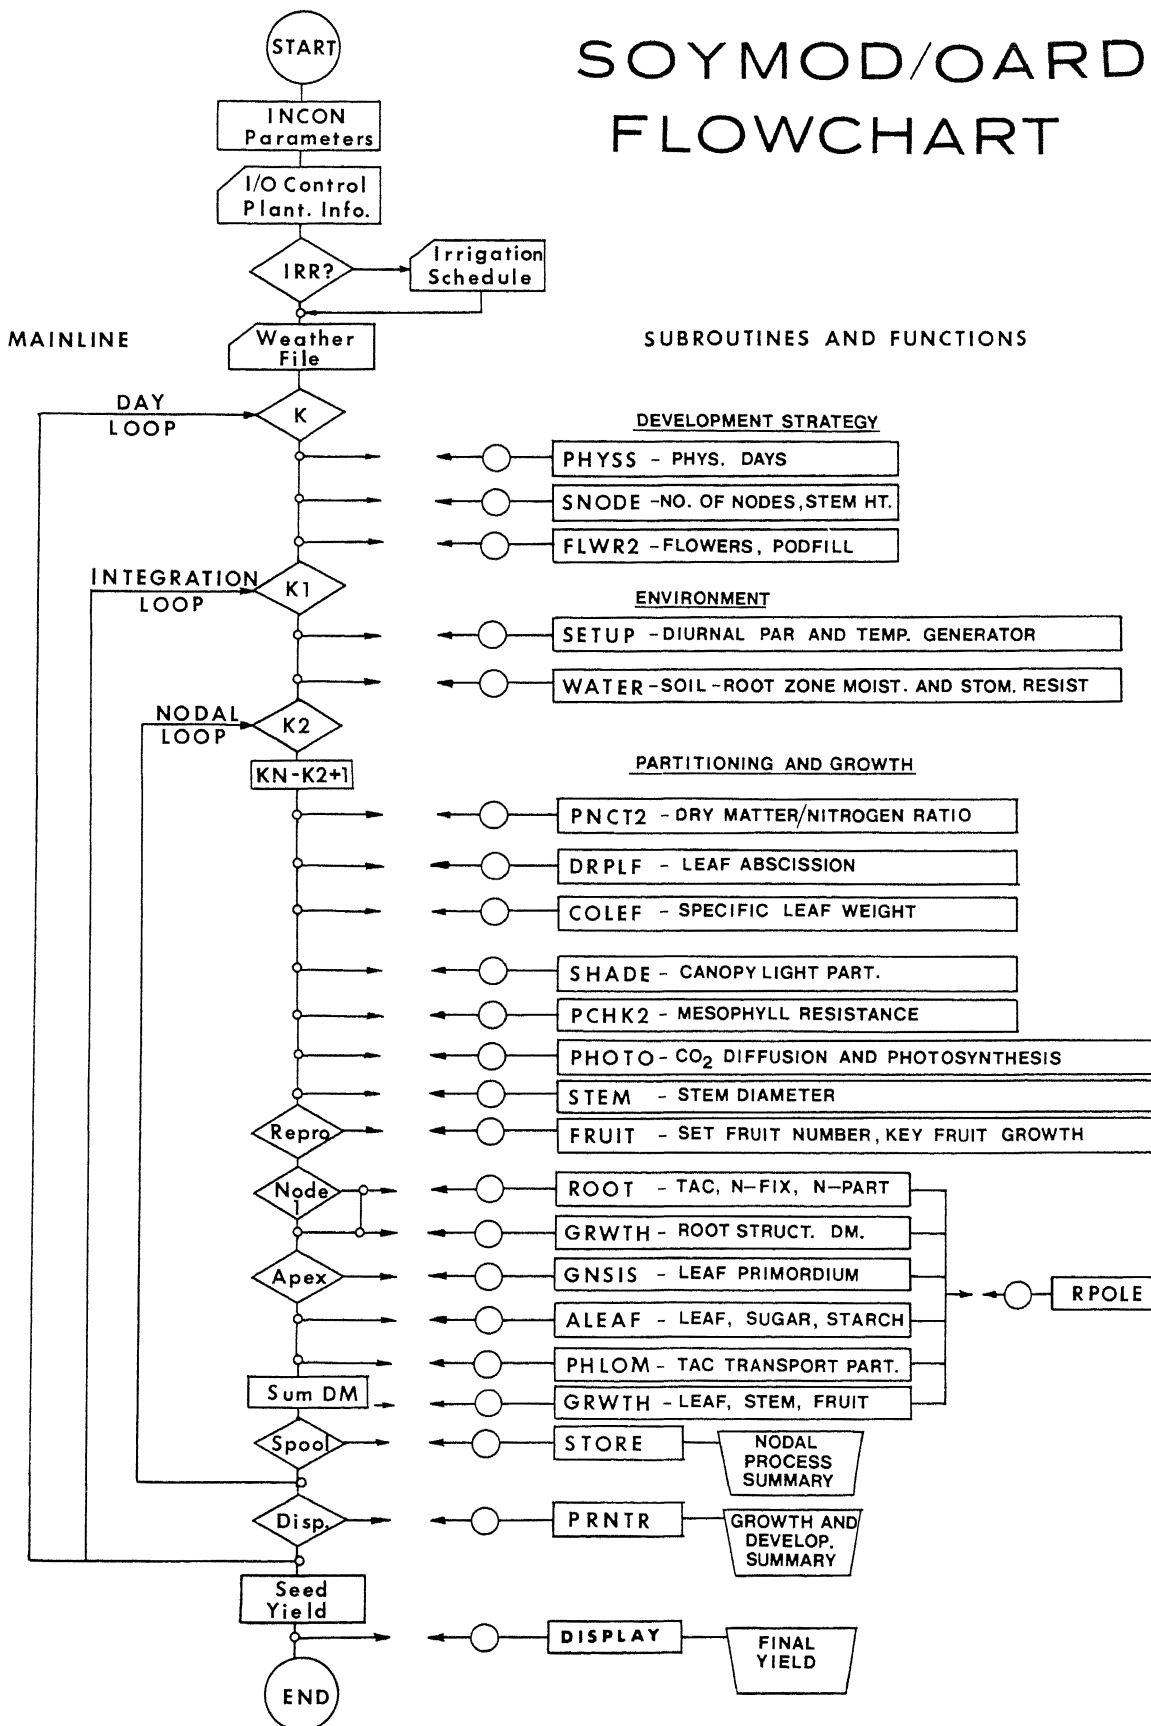 SOYMOD/OARD
FLOWCHART
START
INCON
Parameters
I/O Control
Plant. Info.
IRR?
Irrigation
Schedule
MAINLINE
Weather
File
SUBROUTINES AND FUNCTIONS
DAY
LOOP
K
DEVELOPMENT STRATEGY
PHYSS - PHYS. DAYS
SNODE -NO. OF NODES, STEM HT.
FLWR2 -FLOWERS, PODFILL
INTEGRATION
LOOP
K1
ENVIRONMENT
SETUP -DIURNAL PAR AND TEMP. GENERATOR
WATER-SOIL-ROOT ZONE MOIST. AND STOM. RESIST
NODAL
LOOP
K2
KN-K2+1
PARTITIONING AND GROWTH
PNCT2 - DRY MATTER/NITROGEN RATIO
DRPLF - LEAF ABSCISSION
COLEF - SPECIFIC LEAF WEIGHT
SHADE - CANOPY LIGHT PART.
PCHK2 - MESOPHYLL RESISTANCE
PHOTO - CO₂ DIFFUSION AND PHOTOSYNTHESIS
STEM - STEM DIAMETER
Repro
FRUIT - SET FRUIT NUMBER, KEY FRUIT GROWTH
Node
1
ROOT - TAC, N-FIX, N-PART
GRWTH - ROOT STRUCT. DM.
Apex
GNSIS - LEAF PRIMORDIUM
RPOLE
ALEAF - LEAF, SUGAR, STARCH
PHLOM - TAC TRANSPORT PART.
Sum DM
GRWTH - LEAF, STEM, FRUIT
Spool
STORE
NODAL
PROCESS
SUMMARY
Disp.
PRNTR
GROWTH AND
DEVELOP.
SUMMARY
Seed
Yield
DISPLAY
FINAL
YIELD
END